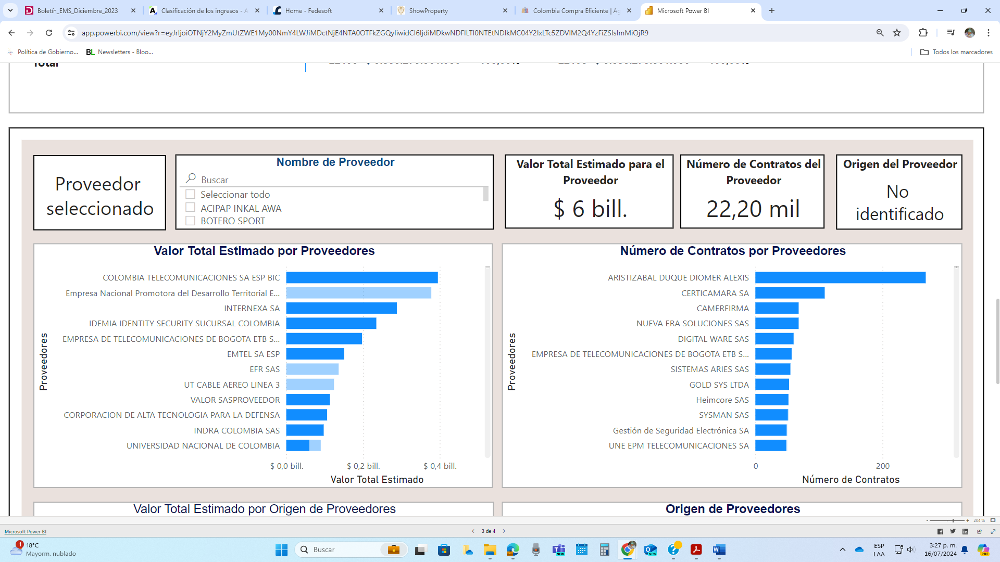 Boletín_EMS_Diciembre_2023
Clasificación de los ingresos - A
Home - Fedesoft
ShowProperty
Colombia Compra Eficiente | Ag
Microsoft Power BI
Política de Gobierno...
BL Newsletters - Bloo...
Todos los marcadores
Total
Proveedor
seleccionado
Nombre de Proveedor
Buscar
Seleccionar todo
ACIPAP INKAL AWA
BOTERO SPORT
Valor Total Estimado para el
Proveedor
$ 6 bill.
Número de Contratos del
Proveedor
22,20 mil
Origen del Proveedor
No
identificado
Valor Total Estimado por Proveedores
Proveedores
COLOMBIA TELECOMUNICACIONES SA ESP BIC
Empresa Nacional Promotora del Desarrollo Territorial E...
INTERNEXA SA
IDEMIA IDENTITY SECURITY SUCURSAL COLOMBIA
EMPRESA DE TELECOMUNICACIONES DE BOGOTA ETB S...
EMTEL SA ESP
EFR SAS
UT CABLE AEREO LINEA 3
VALOR SASPROVEEDOR
CORPORACION DE ALTA TECNOLOGIA PARA LA DEFENSA
INDRA COLOMBIA SAS
UNIVERSIDAD NACIONAL DE COLOMBIA
$ 0,0 bill. $ 0,2 bill. $ 0,4 bill.
Valor Total Estimado
Número de Contratos por Proveedores
Proveedores
ARISTIZABAL DUQUE DIOMER ALEXIS
CERTICAMARA SA
CAMERFIRMA
NUEVA ERA SOLUCIONES SAS
DIGITAL WARE SAS
EMPRESA DE TELECOMUNICACIONES DE BOGOTA ETB S...
SISTEMAS ARIES SAS
GOLD SYS LTDA
Heimcore SAS
SYSMAN SAS
Gestión de Seguridad Electrónica SA
UNE EPM TELECOMUNICACIONES SA
0 200
Número de Contratos
Valor Total Estimado por Origen de Proveedores
Origen de Proveedores
- + 204 %
Microsoft Power BI
3 de 4
1
18°C
Mayorm. nublado
Buscar
ESP
LAA
3:27 p. m.
16/07/2024